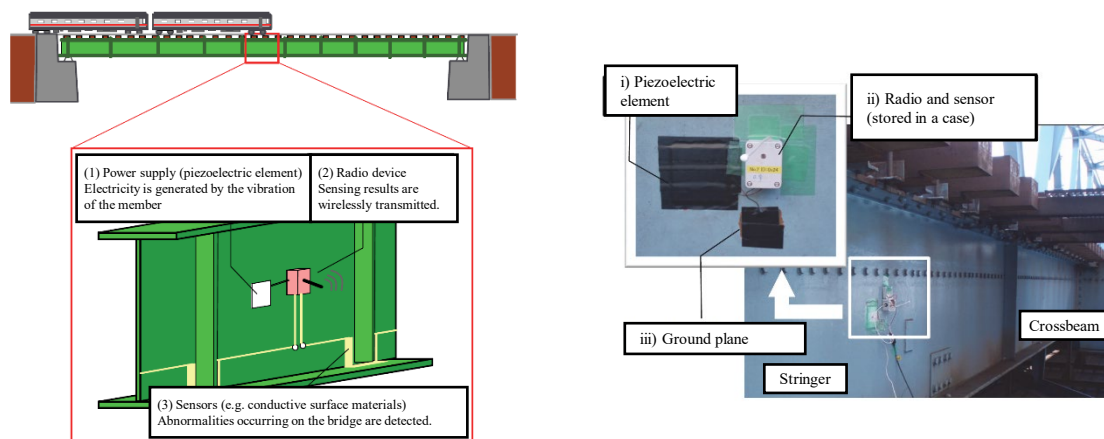 (1) Power supply (piezoelectric element)
Electricity is generated by the vibration
of the member
(2) Radio device
Sensing results are
wirelessly transmitted.
(3) Sensors (e.g. conductive surface materials)
Abnormalities occurring on the bridge are detected.
i) Piezoelectric
element
ii) Radio and sensor
(stored in a case)
iii) Ground plane
Stringer
Crossbeam